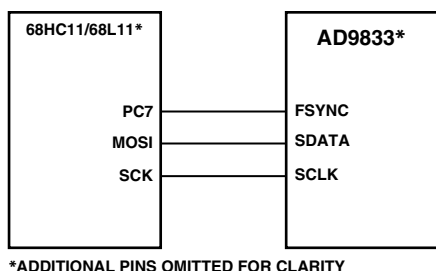 68HC11/68L11*
AD9833*
PC7
FSYNC
MOSI
SDATA
SCK
SCLK
*ADDITIONAL PINS OMITTED FOR CLARITY